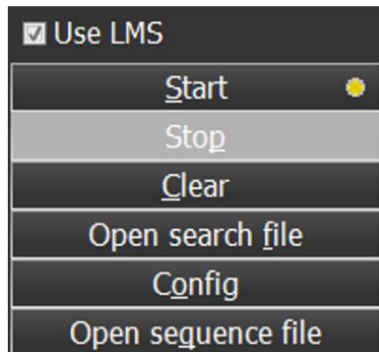 Use LMS
Start
Stop
Clear
Open search file
Config
Open sequence file